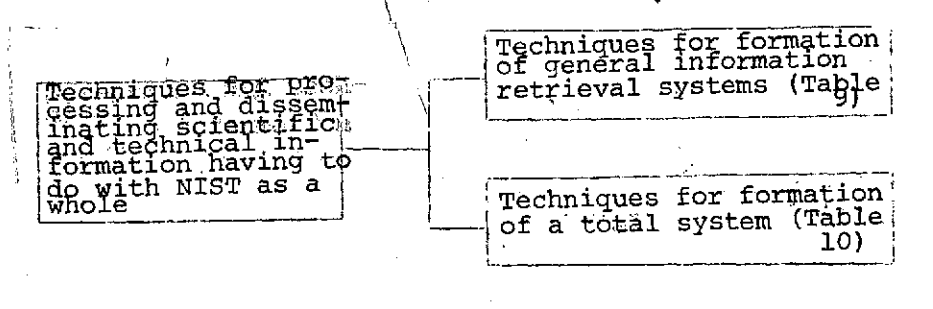 Techniques for pro-
cessing and dissem-
inating scientific
and technical in-
formation having to
do with NIST as a
whole
Techniques for formation
of general information
retrieval systems (Table
9)
Techniques for formation
of a total system (Table
10)